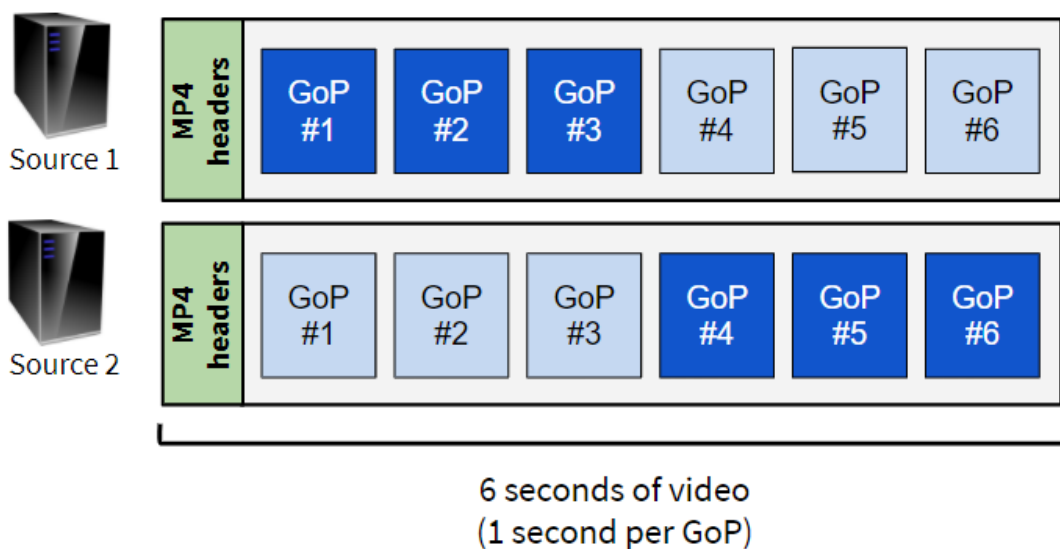 Source 1
MP4
headers
GoP
#1
GoP
#2
GoP
#3
GoP
#4
GoP
#5
GoP
#6
Source 2
MP4
headers
GoP
#1
GoP
#2
GoP
#3
GoP
#4
GoP
#5
GoP
#6
6 seconds of video
(1 second per GoP)